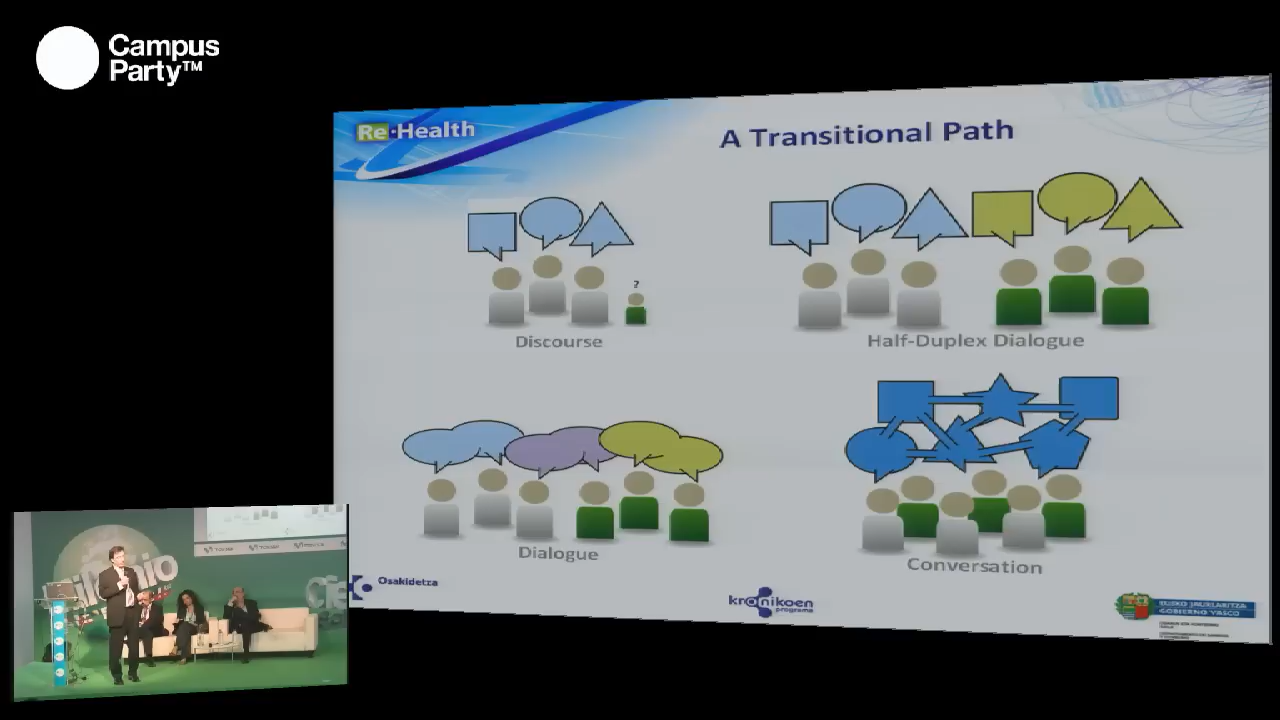 Campus
Party™
Re·Health
A Transitional Path
?
Discourse
Half-Duplex Dialogue
Dialogue
Conversation
Osakidetza
kronikoen
programa
EUSKO JAURLARITZA
GOBIERNO VASCO